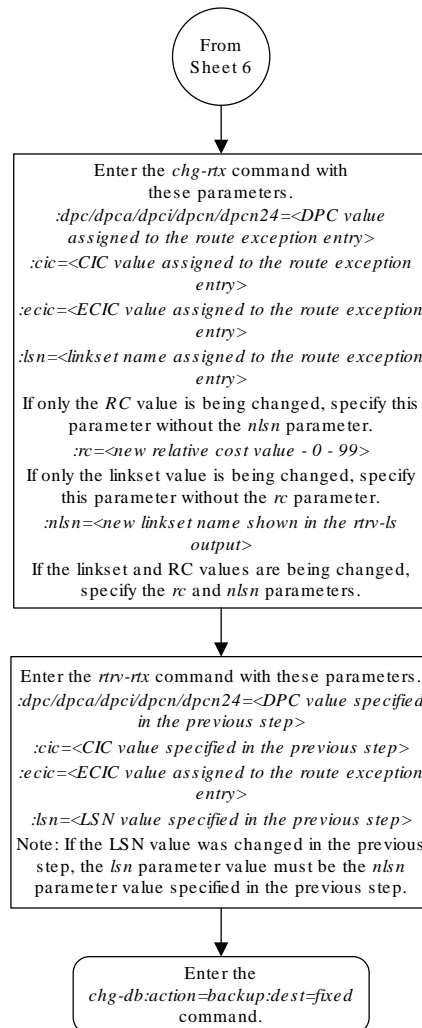 From
Sheet 6
Enter the chg-rtx command with
these parameters.
:dpc/dpca/dpci/dpcn/dpcn24=<DPC value
assigned to the route exception entry>
:cic=<CIC value assigned to the route exception
entry>
:ecic=<ECIC value assigned to the route exception
entry>
:lsn=<linkset name assigned to the route exception
entry>
If only the RC value is being changed, specify this
parameter without the nlsn parameter.
:rc=<new relative cost value - 0 - 99>
If only the linkset value is being changed, specify
this parameter without the rc parameter.
:nlsn=<new linkset name shown in the rtrv-ls
output>
If the linkset and RC values are being changed,
specify the rc and nlsn parameters.
Enter the rtrv-rtx command with these parameters.
:dpc/dpca/dpci/dpcn/dpcn24=<DPC value specified
in the previous step>
:cic=<CIC value specified in the previous step>
:ecic=<ECIC value assigned to the route exception
entry>
:lsn=<LSN value specified in the previous step>
Note: If the LSN value was changed in the previous
step, the lsn parameter value must be the nlsn
parameter value specified in the previous step.
Enter the
chg-db:action=backup:dest=fixed
command.